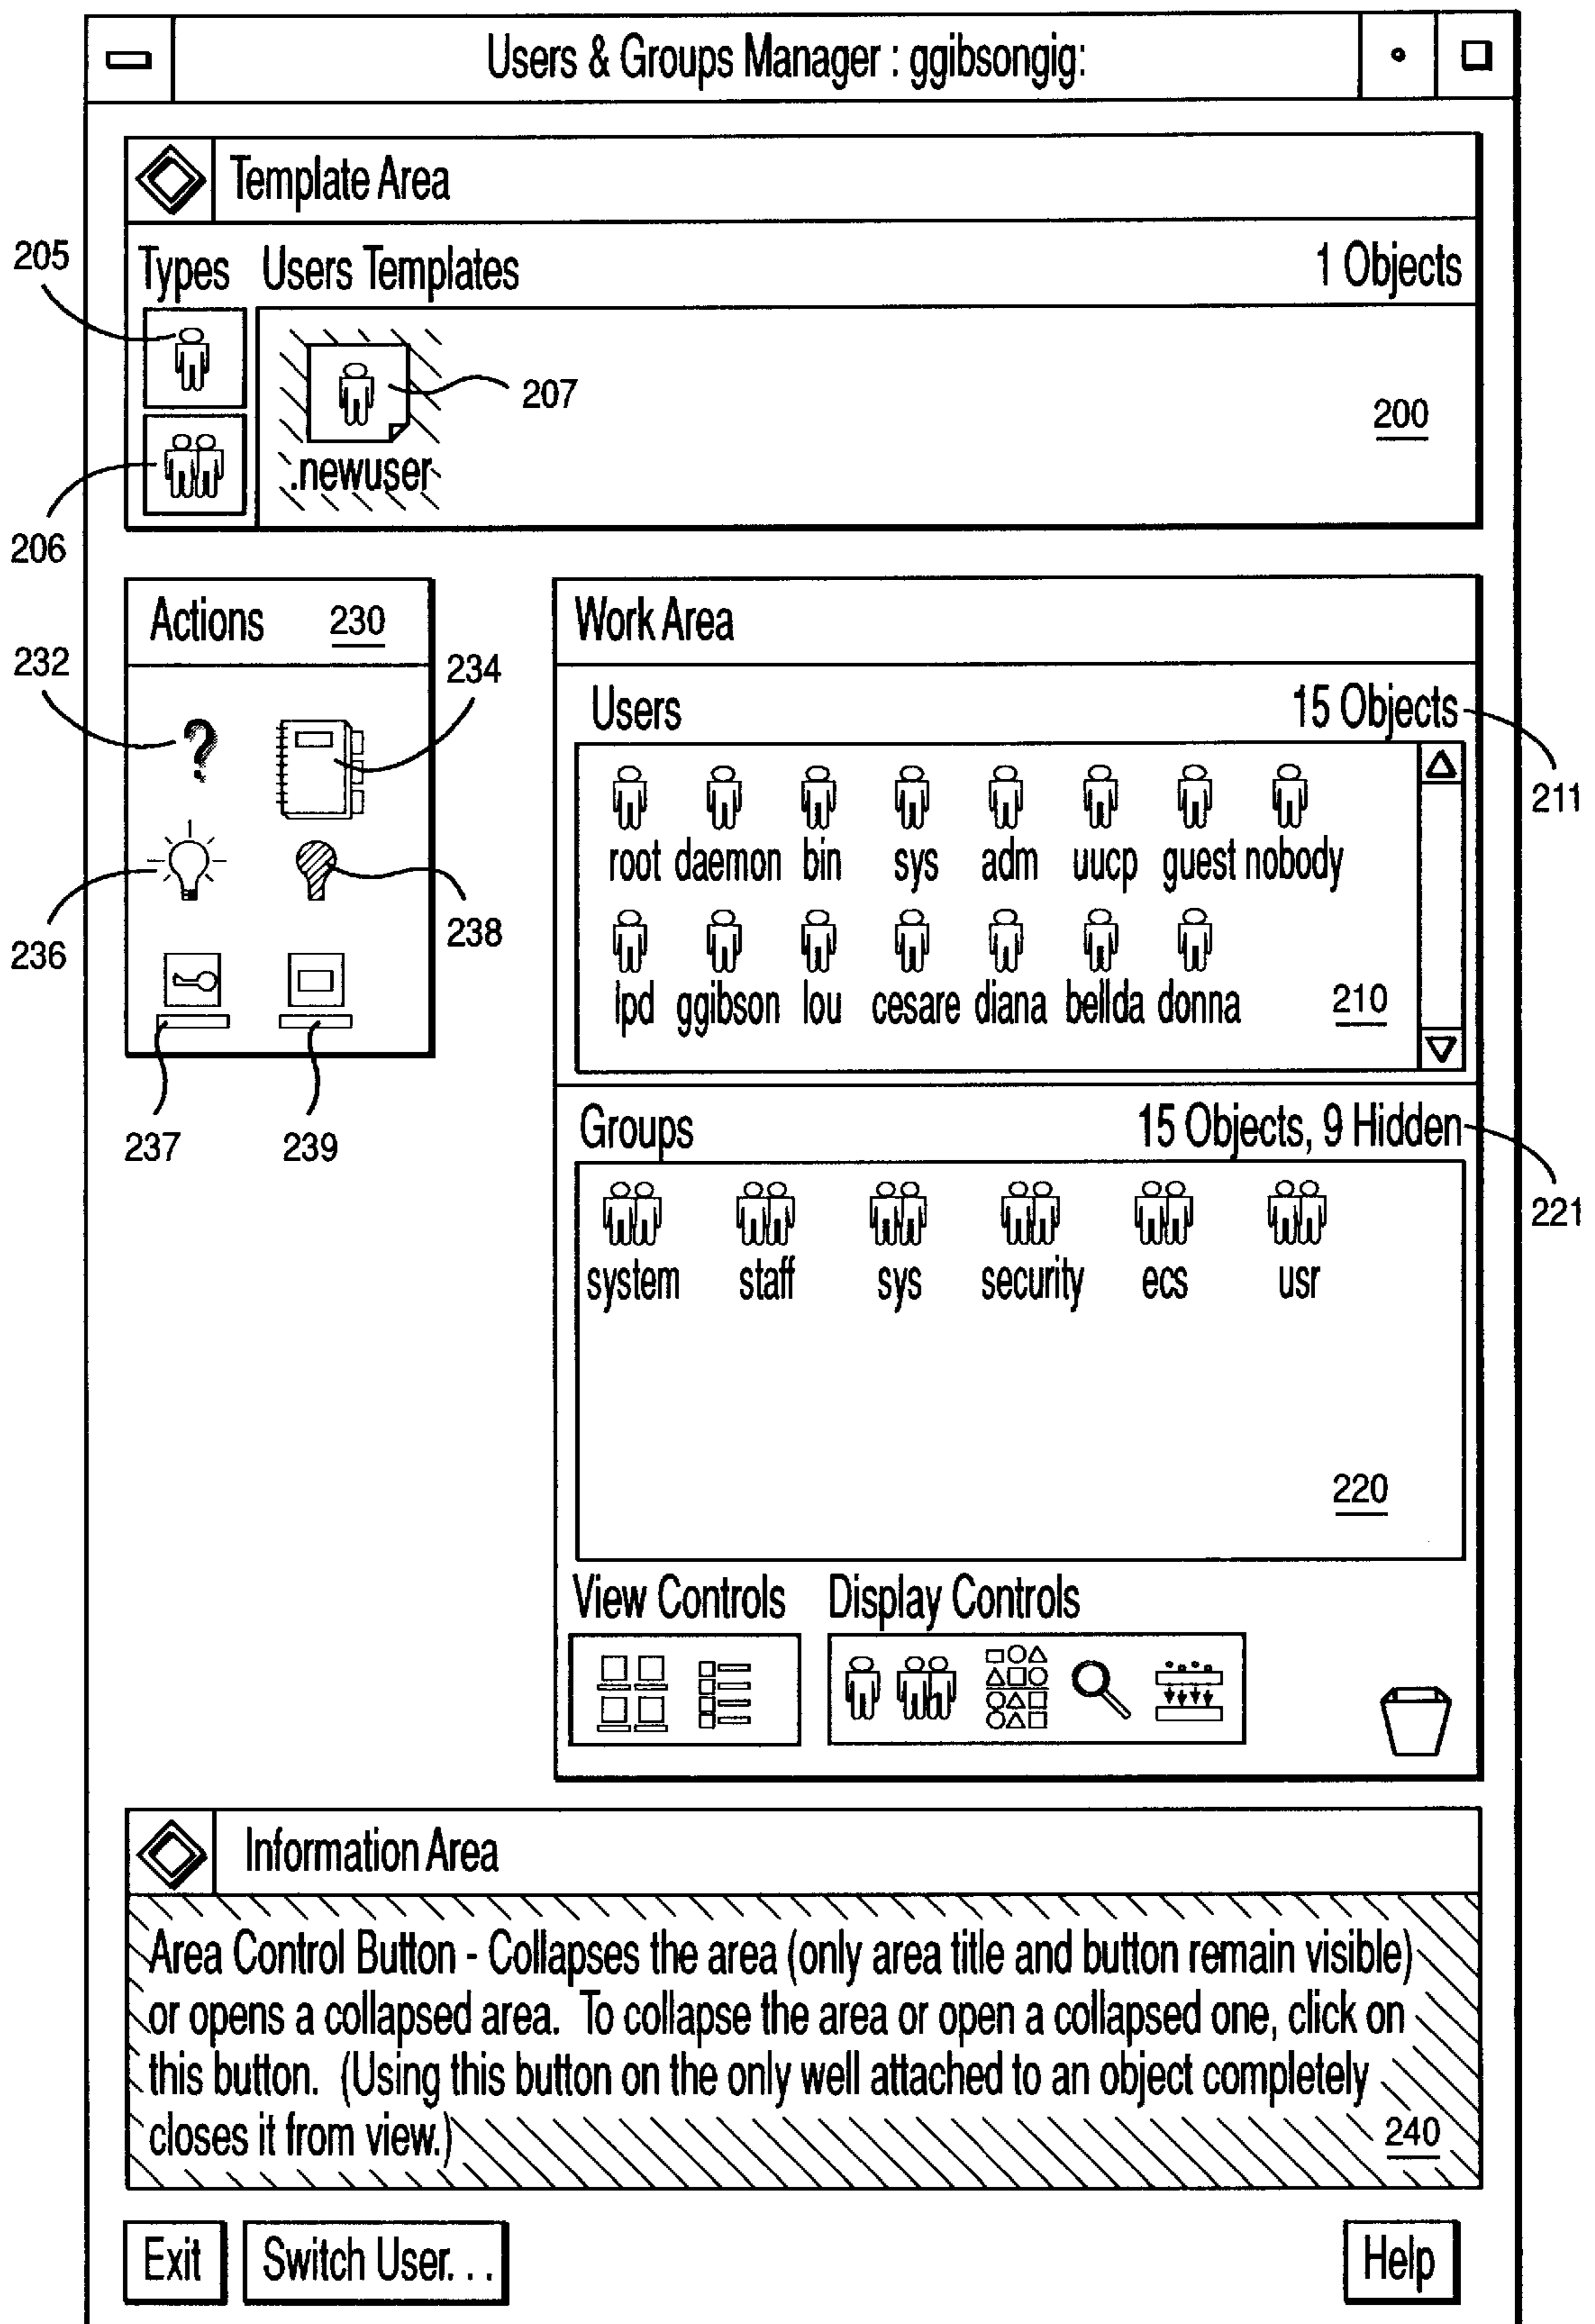 Users & Groups Manager : ggibsongig:
Template Area
205
Types Users Templates 1 Objects
207
200
.newuser
206
Actions 230
Work Area
232
234
Users 15 Objects
211
root daemon bin sys adm uucp guest nobody
236
238
lpd ggibson lou cesare diana bellda donna 210
237 239
Groups 15 Objects, 9 Hidden
221
system staff sys security ecs usr
220
View Controls Display Controls
Information Area
Area Control Button - Collapses the area (only area title and button remain visible)
or opens a collapsed area. To collapse the area or open a collapsed one, click on
this button. (Using this button on the only well attached to an object completely
closes it from view.) 240
Exit Switch User. . . Help